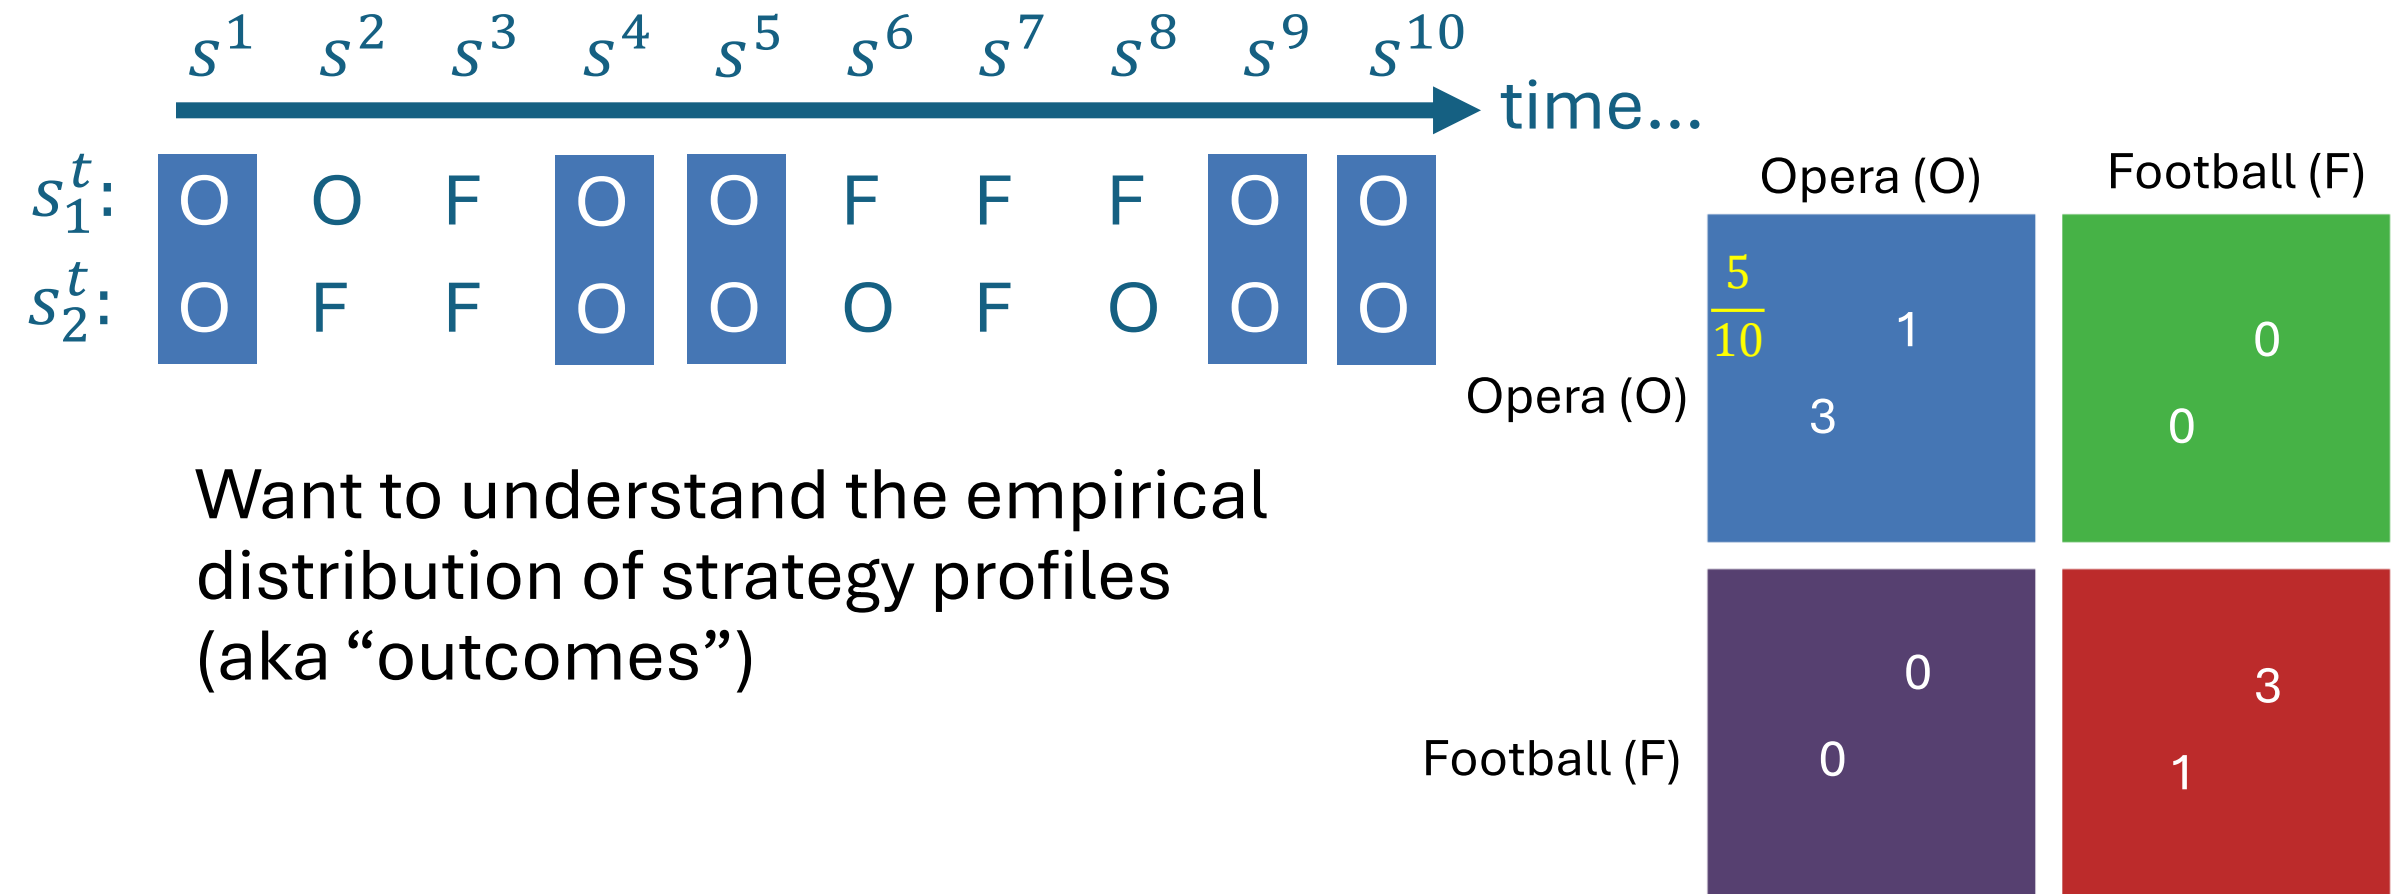 s¹ s² s³ s⁴ s⁵ s⁶ s⁷ s⁸ s⁹ s¹⁰
time...
s₁ᵗ: O O F O O F F F O O
s₂ᵗ: O F F O O O F O O O
Want to understand the empirical
distribution of strategy profiles
(aka “outcomes”)
Opera (O) Football (F)
Opera (O)
5/10
1
3
0
0
Football (F)
0
0
3
1